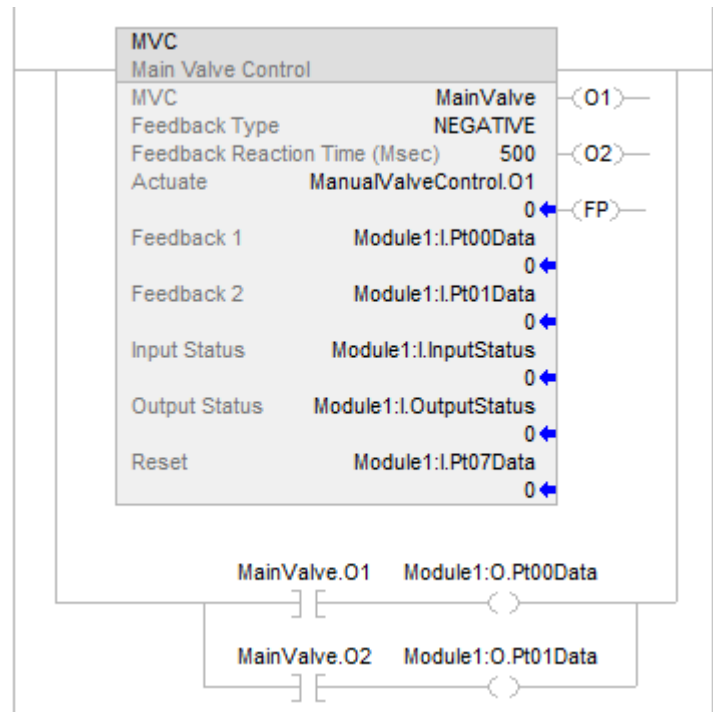 MVC
Main Valve Control
MVC MainValve O1
Feedback Type NEGATIVE
Feedback Reaction Time (Msec) 500 O2
Actuate ManualValveControl.O1
0 FP
Feedback 1 Module1:I.Pt00Data
0
Feedback 2 Module1:I.Pt01Data
0
Input Status Module1:I.InputStatus
0
Output Status Module1:I.OutputStatus
0
Reset Module1:I.Pt07Data
0
MainValve.O1 Module1:O.Pt00Data
MainValve.O2 Module1:O.Pt01Data